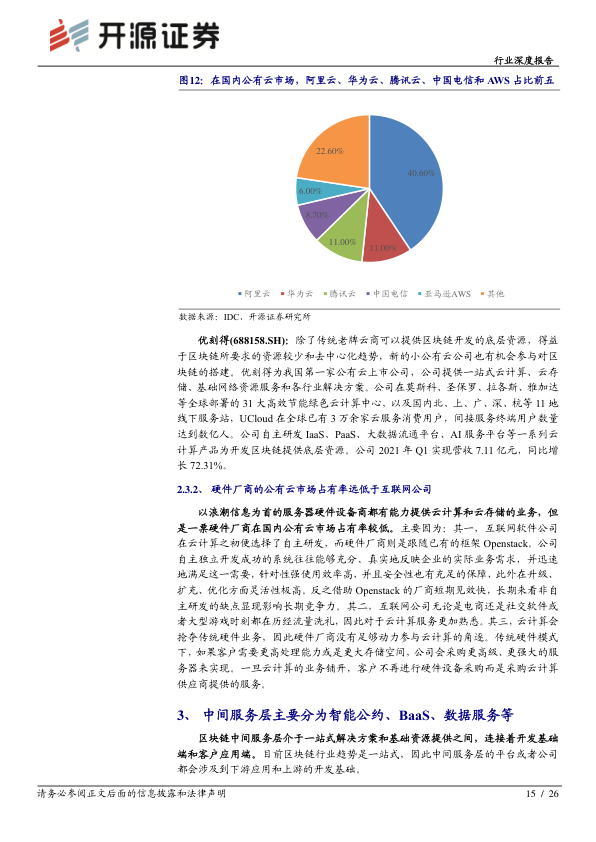 开源证券
行业深度报告
图12：在国内公有云市场，阿里云、华为云、腾讯云、中国电信和 AWS 占比前五
22.60%
40.60%
6.00%
8.70%
11.00%
11.00%
阿里云 华为云 腾讯云 中国电信 亚马逊AWS 其他
数据来源：IDC、开源证券研究所
优刻得(688158.SH)：除了传统老牌云商可以提供区块链开发的底层资源，得益
于区块链所要求的资源较少和去中心化趋势，新的小公有云公司也有机会参与对区
块链的搭建。优刻得为我国第一家公有云上市公司，公司提供一站式云计算、云存
储、基础网络资源服务和各行业解决方案。公司在莫斯科、圣保罗、拉各斯、雅加达
等全球部署的 31 大高效节能绿色云计算中心，以及国内北、上、广、深、杭等 11 地
线下服务站，UCloud 在全球已有 3 万余家云服务消费用户，间接服务终端用户数量
达到数亿人。公司自主研发 IaaS、PaaS、大数据流通平台、AI 服务平台等一系列云
计算产品为开发区块链提供底层资源。公司 2021 年 Q1 实现营收 7.11 亿元，同比增
长 72.31%。
2.3.2、 硬件厂商的公有云市场占有率远低于互联网公司
以浪潮信息为首的服务器硬件设备商都有能力提供云计算和云存储的业务，但
是一票硬件厂商在国内公有云市场占有率较低。主要因为：其一、互联网软件公司
在云计算之初便选择了自主研发，而硬件厂商则是跟随已有的框架 Openstack。公司
自主独立开发成功的系统往往能够充分、真实地反映企业的实际业务需求，并迅速
地满足这一需要，针对性强使用效率高，并且安全性也有充足的保障，此外在升级、
扩充、优化方面灵活性极高。反之借助 Openstack 的厂商短期见效快，长期来看非自
主研发的缺点显现影响长期竞争力。其二，互联网公司无论是电商还是社交软件或
者大型游戏时刻都在历经流量洗礼，因此对于云计算服务更加熟悉。其三，云计算会
抢夺传统硬件业务，因此硬件厂商没有足够动力参与云计算的角逐。传统硬件模式
下，如果客户需要更高处理能力或是更大存储空间，公司会采购更高级、更强大的服
务器来实现。一旦云计算的业务铺开，客户不再进行硬件设备采购而是采购云计算
供应商提供的服务。
3、 中间服务层主要分为智能公约、BaaS、数据服务等
区块链中间服务层介于一站式解决方案和基础资源提供之间，连接着开发基础
端和客户应用端。目前区块链行业趋势是一站式，因此中间服务层的平台或者公司
都会涉及到下游应用和上游的开发基础。
请务必参阅正文后面的信息披露和法律声明
15 / 26